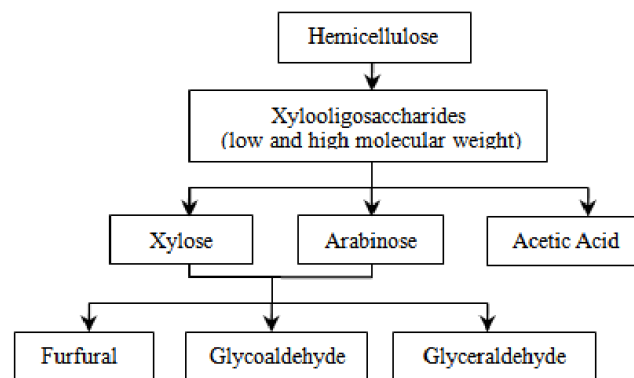 Hemicellulose
Xylooligosaccharides
(low and high molecular weight)
Xylose
Arabinose
Acetic Acid
Furfural
Glycoaldehyde
Glyceraldehyde